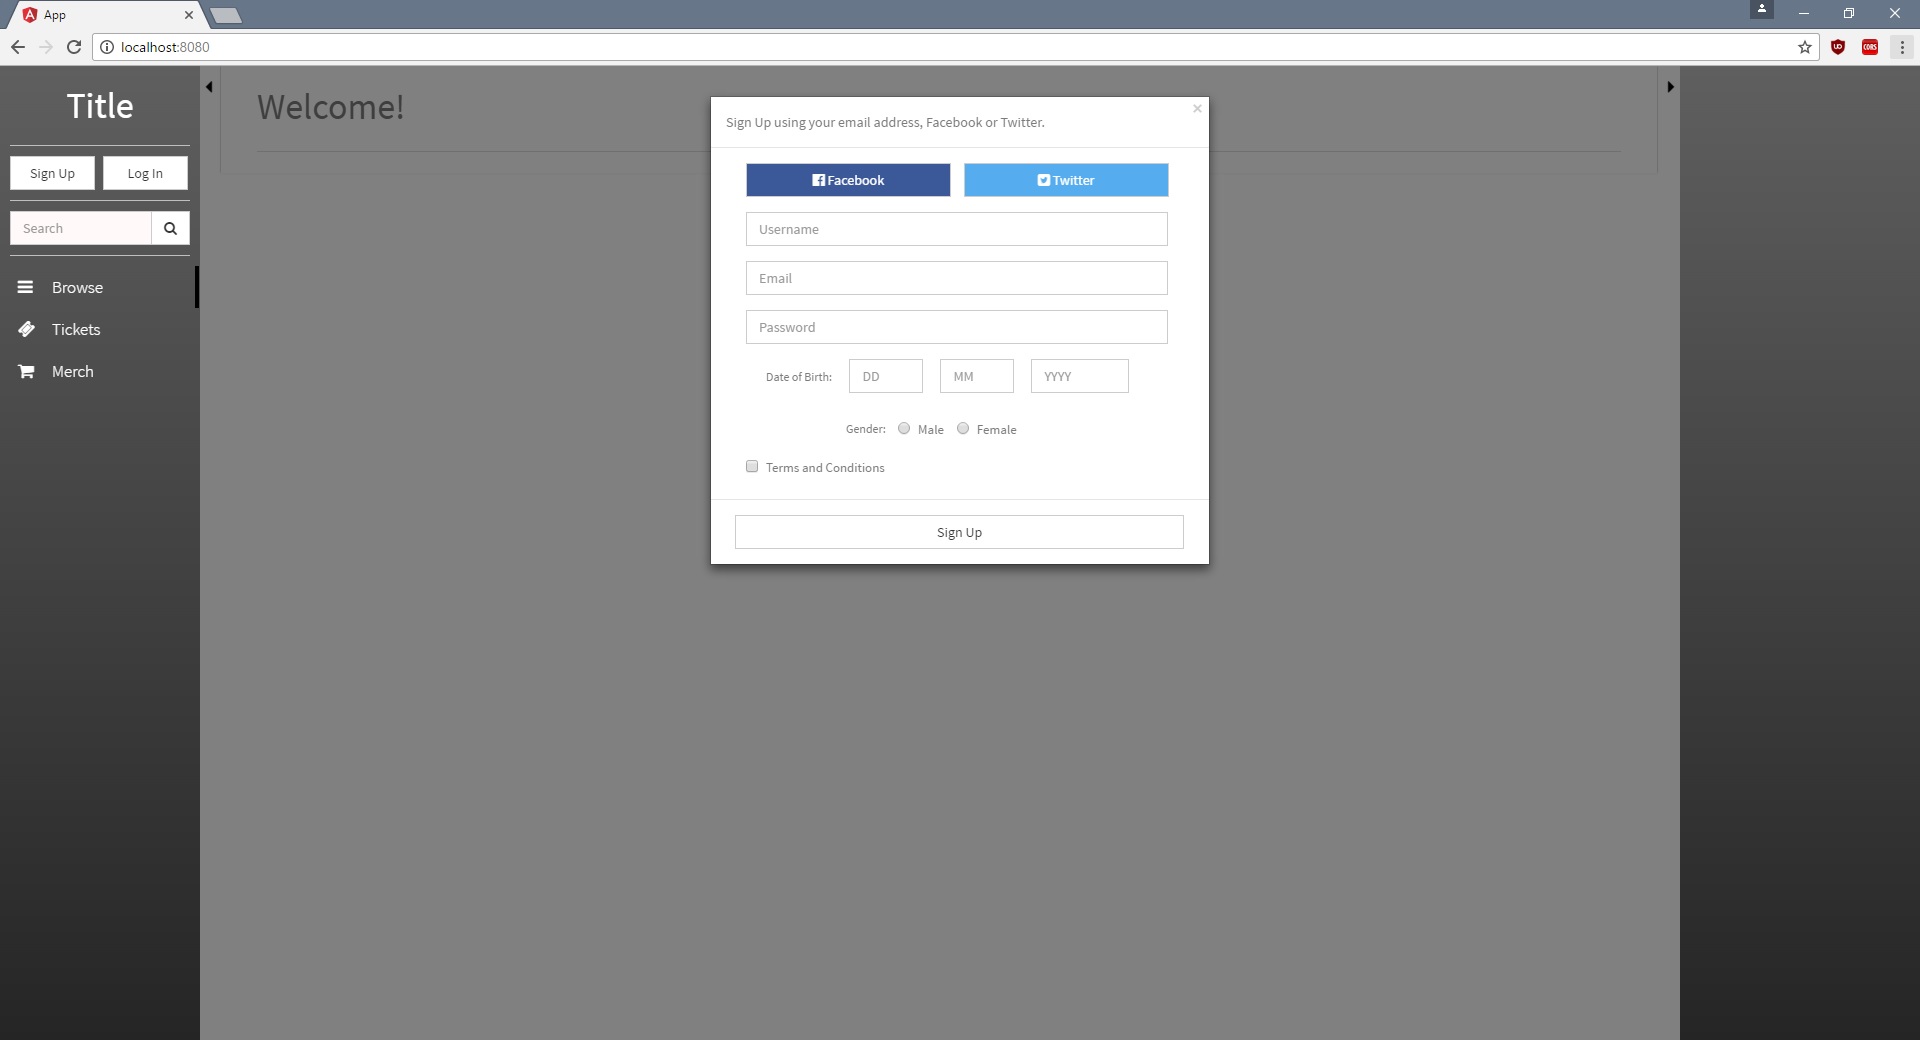 App
localhost:8080
Title
Sign Up Log In
Search
Browse
Tickets
Merch
Welcome!
Sign Up using your email address, Facebook or Twitter.
×
Facebook Twitter
Username
Email
Password
Date of Birth: DD MM YYYY
Gender: Male Female
Terms and Conditions
Sign Up
CORS